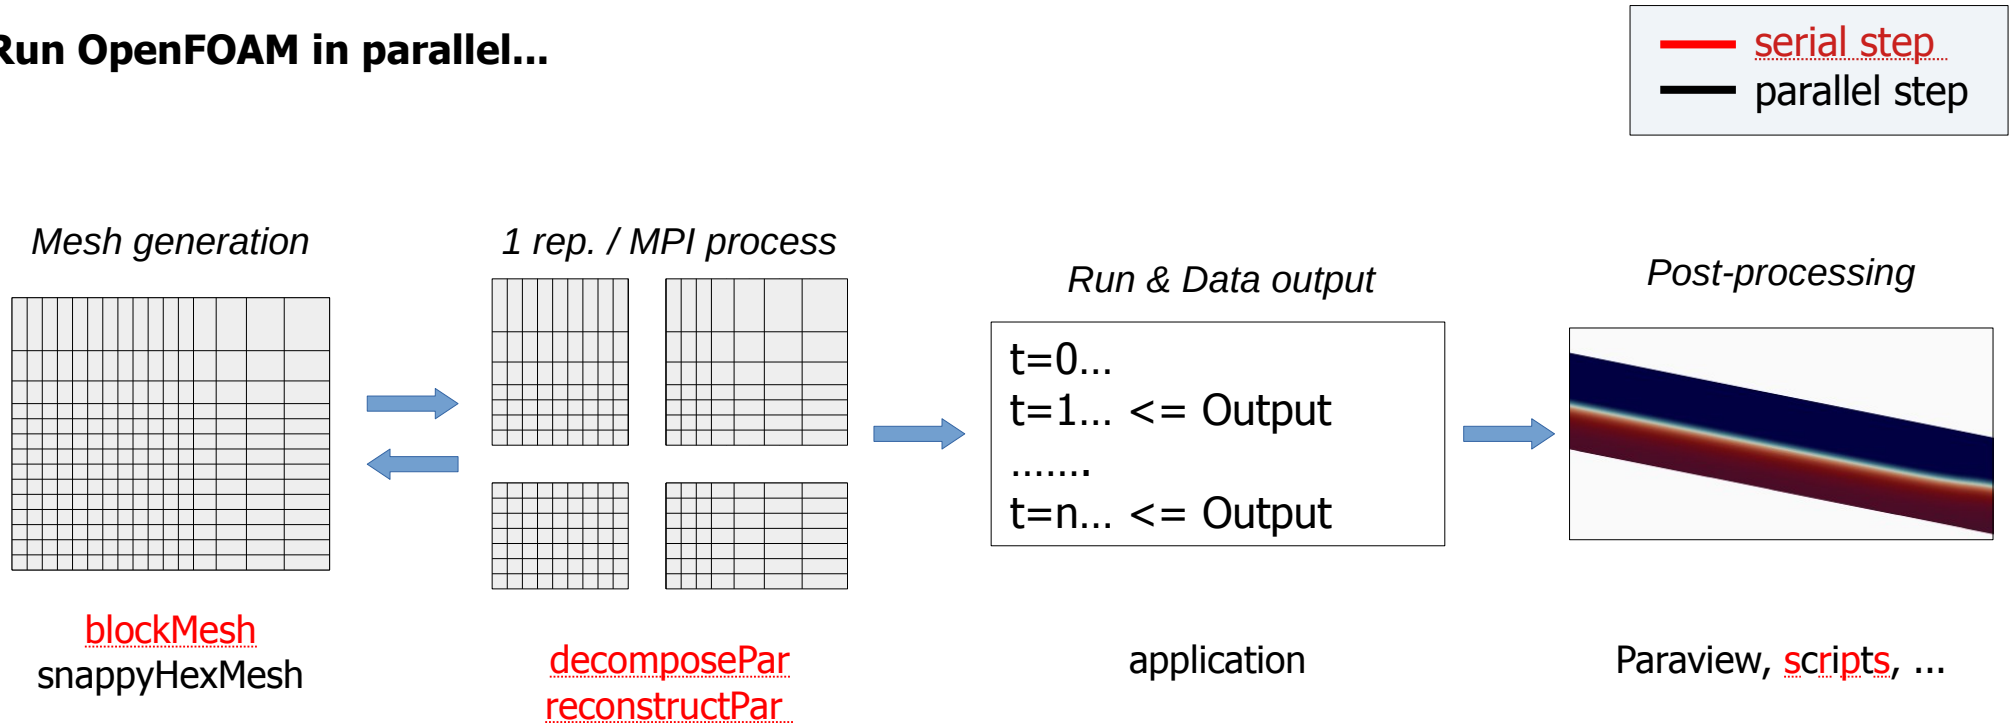 Run OpenFOAM in parallel...
serial step
parallel step
Mesh generation
1 rep. / MPI process
Run & Data output
Post-processing
t=0...
t=1... <= Output
.......
t=n... <= Output
blockMesh
snappyHexMesh
decomposePar
reconstructPar
application
Paraview, scripts, ...